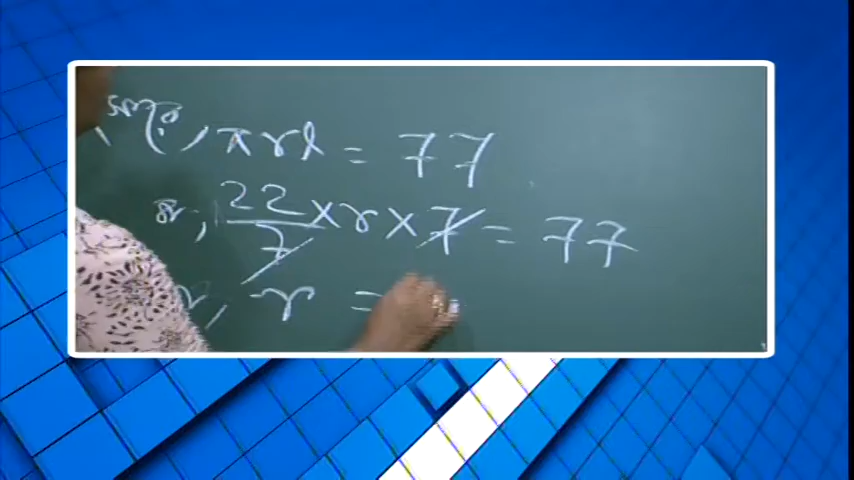 πrl = 77
বা, 22/7 × r × 7 = 77
বা, r =